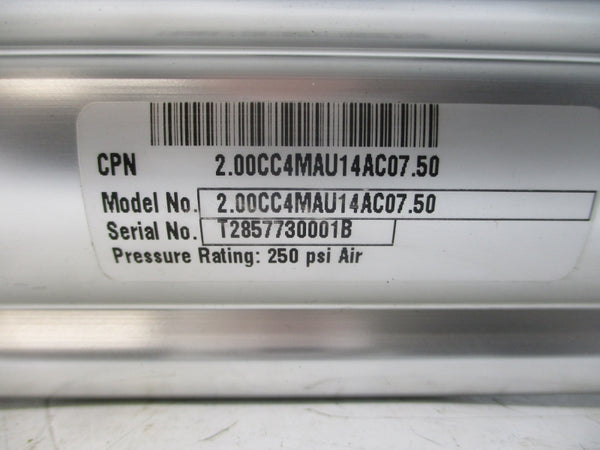 CPN 2.00CC4MAU14AC07.50
Model No. 2.00CC4MAU14AC07.50
Serial No. T2857730001B
Pressure Rating: 250 psi Air